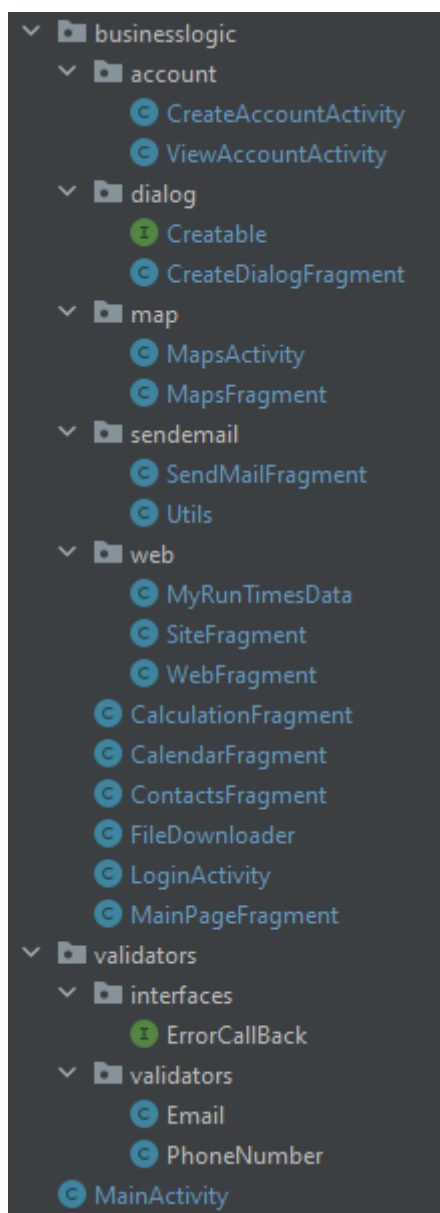 businesslogic
account
C CreateAccountActivity
C ViewAccountActivity
dialog
I Creatable
C CreateDialogFragment
map
C MapsActivity
C MapsFragment
sendemail
C SendMailFragment
C Utils
web
C MyRunTimesData
C SiteFragment
C WebFragment
C CalculationFragment
C CalendarFragment
C ContactsFragment
C FileDownloader
C LoginActivity
C MainPageFragment
validators
interfaces
I ErrorCallBack
validators
C Email
C PhoneNumber
C MainActivity